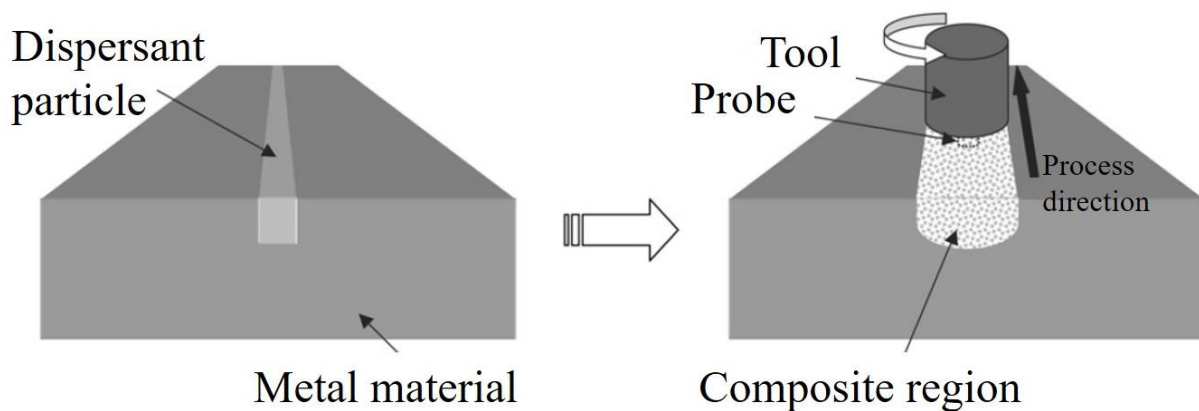 Dispersant
particle
Metal material
Tool
Probe
Process
direction
Composite region